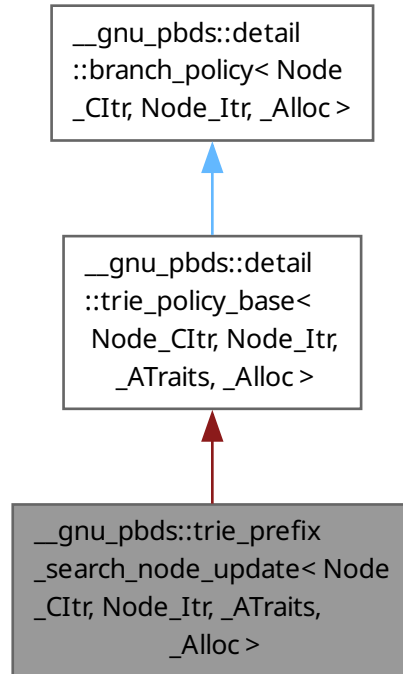 __gnu_pbds::detail
::branch_policy< Node
_CItr, Node_Itr, _Alloc >
__gnu_pbds::detail
::trie_policy_base<
Node_CItr, Node_Itr,
_ATraits, _Alloc >
__gnu_pbds::trie_prefix
_search_node_update< Node
_CItr, Node_Itr, _ATraits,
_Alloc >